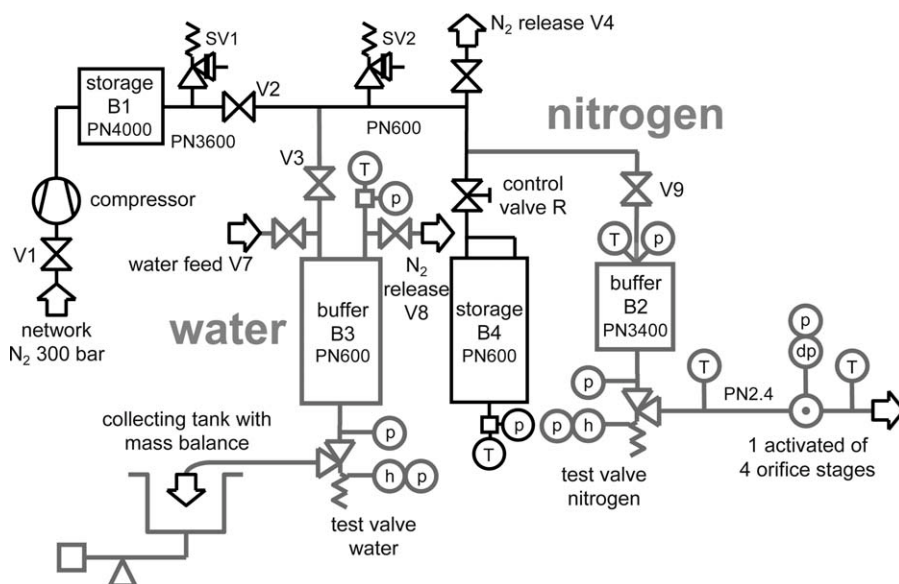 N2 release V4
SV1
SV2
storage
B1
PN4000
V2
PN3600
PN600
nitrogen
V3
T
p
control
valve R
V9
compressor
V1
water feed V7
N2
release
V8
T
p
network
N2 300 bar
water
buffer
B3
PN600
storage
B4
PN600
buffer
B2
PN3400
p
dp
T
T
p
PN2.4
collecting tank with
mass balance
p
p
T
p
h
1 activated of
4 orifice stages
h
p
test valve
water
test valve
nitrogen